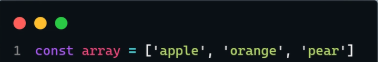 1 const array = ['apple', 'orange', 'pear']